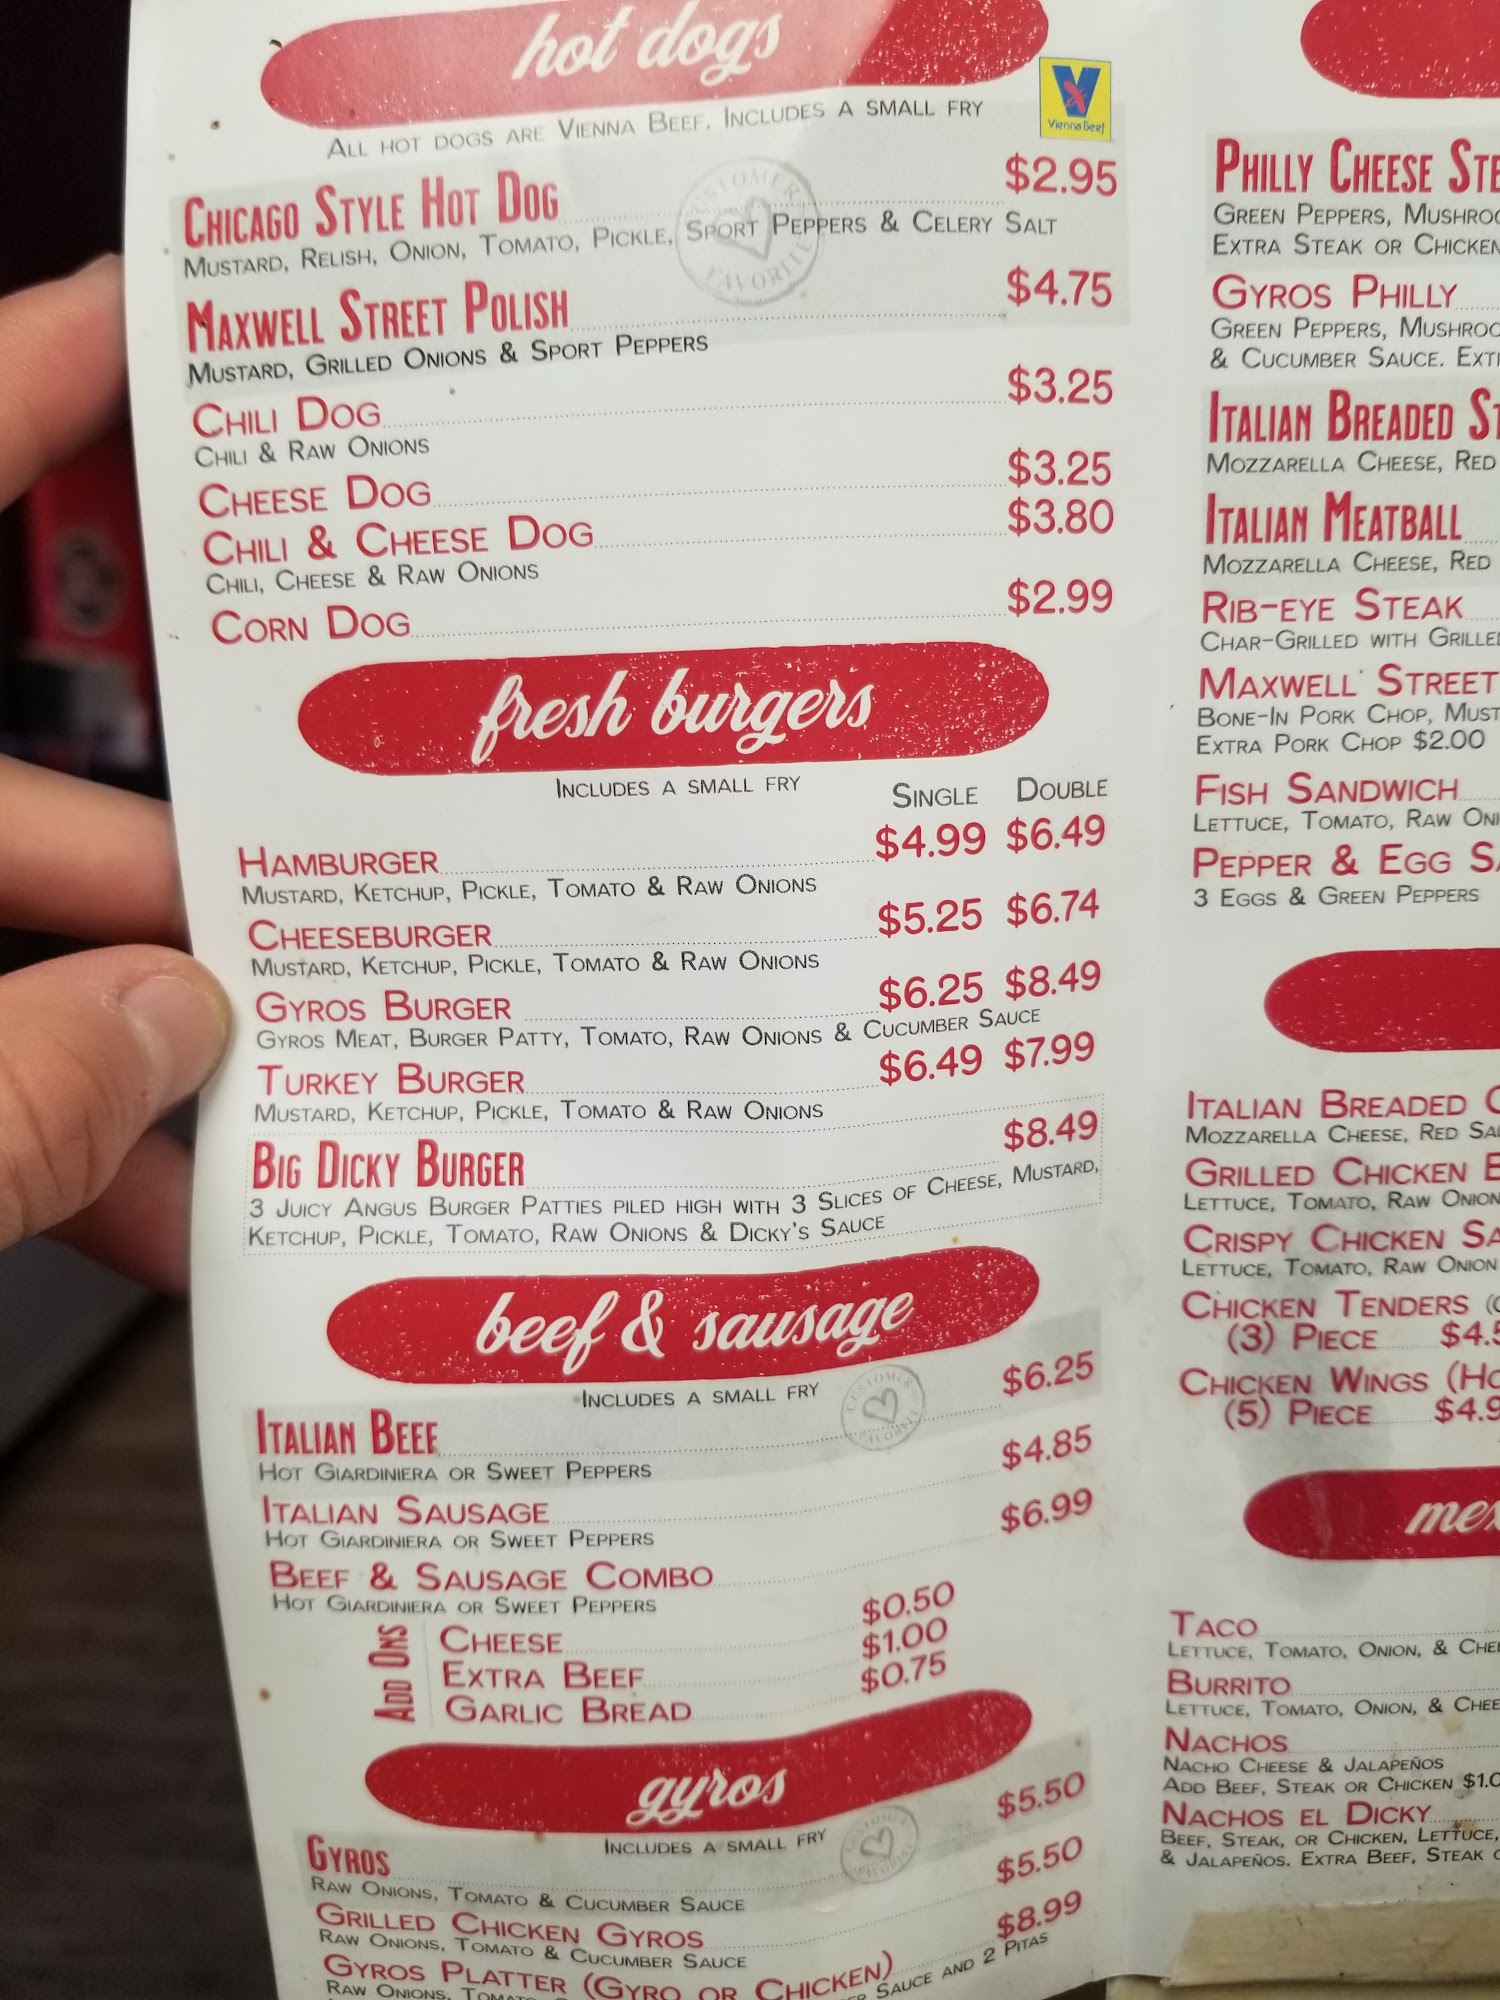 hot dogs
All hot dogs are Vienna Beef. Includes a small fry
Vienna Beef
Chicago Style Hot Dog $2.95
Mustard, Relish, Onion, Tomato, Pickle, Sport Peppers & Celery Salt
Customer Favorite
Maxwell Street Polish $4.75
Mustard, Grilled Onions & Sport Peppers
Chili Dog $3.25
Chili & Raw Onions
Cheese Dog $3.25
Chili & Cheese Dog $3.80
Chili, Cheese & Raw Onions
Corn Dog $2.99
fresh burgers
Includes a small fry
Single Double
Hamburger $4.99 $6.49
Mustard, Ketchup, Pickle, Tomato & Raw Onions
Cheeseburger $5.25 $6.74
Mustard, Ketchup, Pickle, Tomato & Raw Onions
Gyros Burger $6.25 $8.49
Gyros Meat, Burger Patty, Tomato, Raw Onions & Cucumber Sauce
Turkey Burger $6.49 $7.99
Mustard, Ketchup, Pickle, Tomato & Raw Onions
Big Dicky Burger $8.49
3 Juicy Angus Burger Patties piled high with 3 Slices of Cheese, Mustard,
Ketchup, Pickle, Tomato, Raw Onions & Dicky's Sauce
beef & sausage
Includes a small fry
Customer Favorite
Italian Beef $6.25
Hot Giardiniera or Sweet Peppers
Italian Sausage $4.85
Hot Giardiniera or Sweet Peppers
Beef & Sausage Combo $6.99
Hot Giardiniera or Sweet Peppers
Add Ons
Cheese $0.50
Extra Beef $1.00
Garlic Bread $0.75
gyros
Includes a small fry
Customer Favorite
Gyros $5.50
Raw Onions, Tomato & Cucumber Sauce
Grilled Chicken Gyros $5.50
Raw Onions, Tomato & Cucumber Sauce
Gyros Platter (Gyro or Chicken) $8.99
Raw Onions, Sauce and 2 Pitas
Philly Cheese
Green Peppers,
Extra Steak or Chicken
Gyros Philly
Green Peppers,
& Cucumber Sauce.
Italian Breaded
Mozzarella Cheese, Red
Italian Meatball
Mozzarella Cheese, Red
Rib-eye Steak
Char-Grilled with
Maxwell Street
Bone-In Pork Chop,
Extra Pork Chop $2.00
Fish Sandwich
Lettuce, Tomato, Raw
Pepper & Egg
3 Eggs & Green Peppers
Italian Breaded
Mozzarella Cheese, Red
Grilled Chicken
Lettuce, Tomato, Raw
Crispy Chicken
Lettuce, Tomato, Raw
Chicken Tenders
(3) Piece
Chicken Wings
(5) Piece
Taco
Lettuce, Tomato, Onion, &
Burrito
Lettuce, Tomato, Onion, &
Nachos
Nacho Cheese & Jalapeños
Add Beef, Steak or Chicken
Nachos el Dicky
Beef, Steak, or Chicken, Lettuce,
& Jalapeños. Extra Beef, Steak